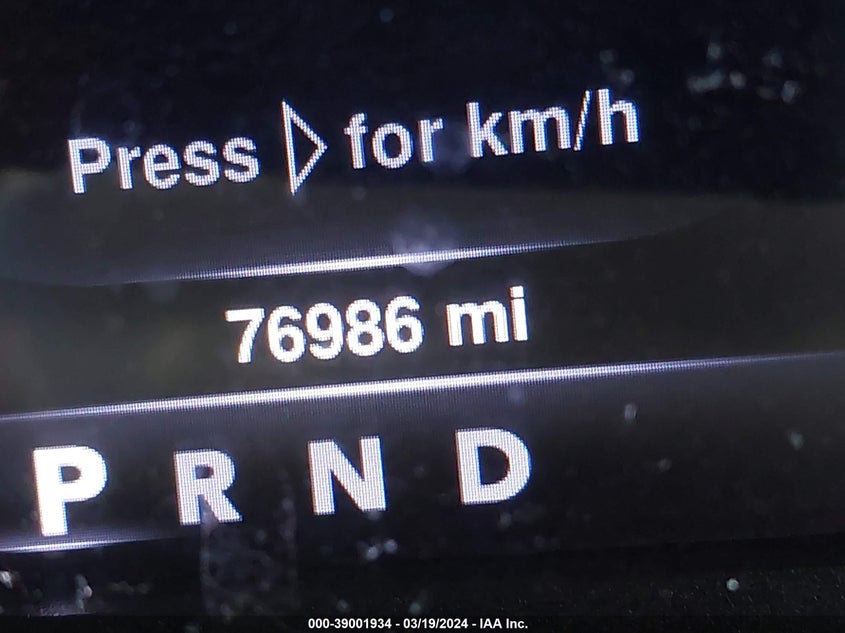 Press ▷ for km/h
76986 mi
P R N D
000-39001934 - 03/19/2024 - IAA Inc.